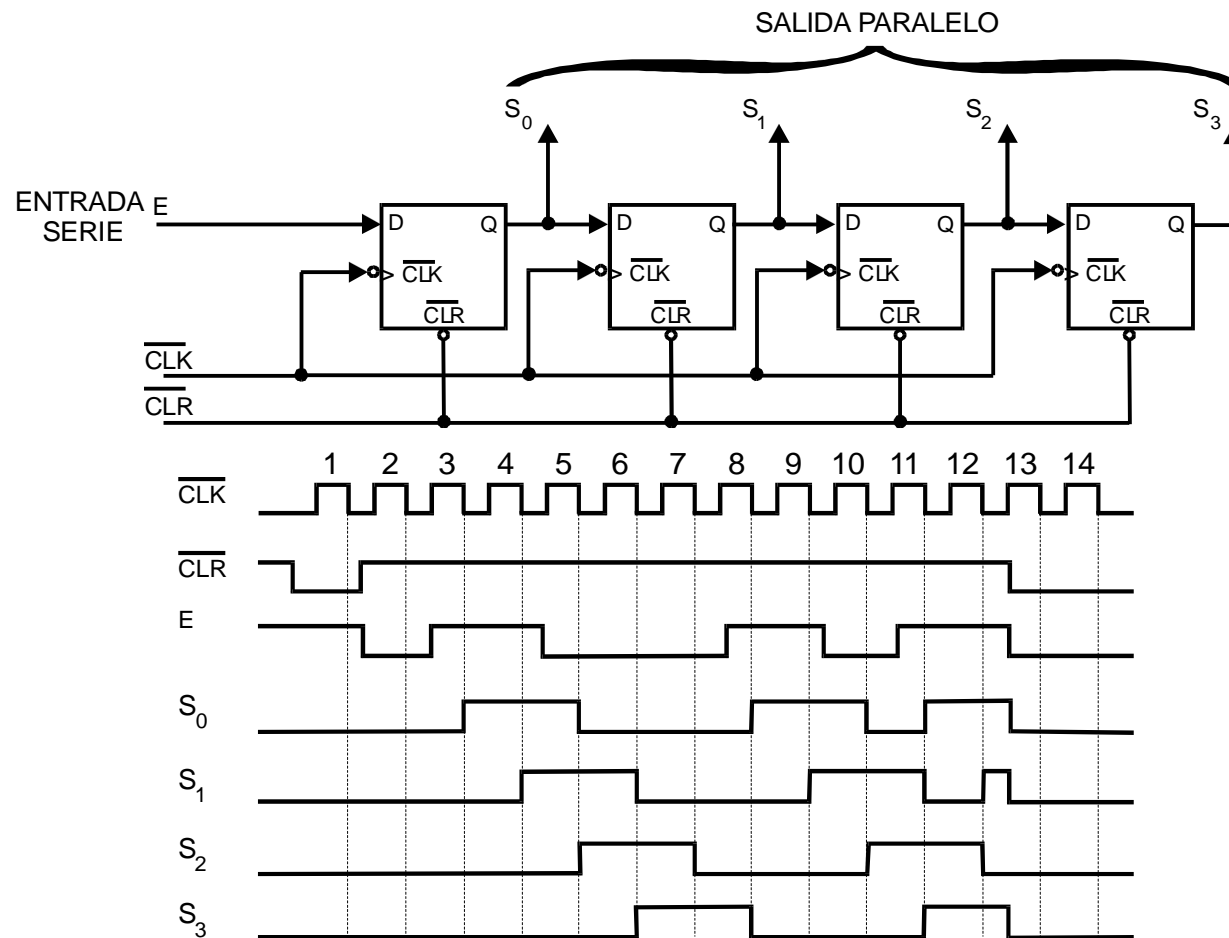 SALIDA PARALELO
S0 S1 S2 S3
ENTRADA SERIE E
D Q D Q D Q D Q
CLK CLK CLK CLK
CLR CLR CLR CLR
CLK
CLR
1 2 3 4 5 6 7 8 9 10 11 12 13 14
CLK
CLR
E
S0
S1
S2
S3